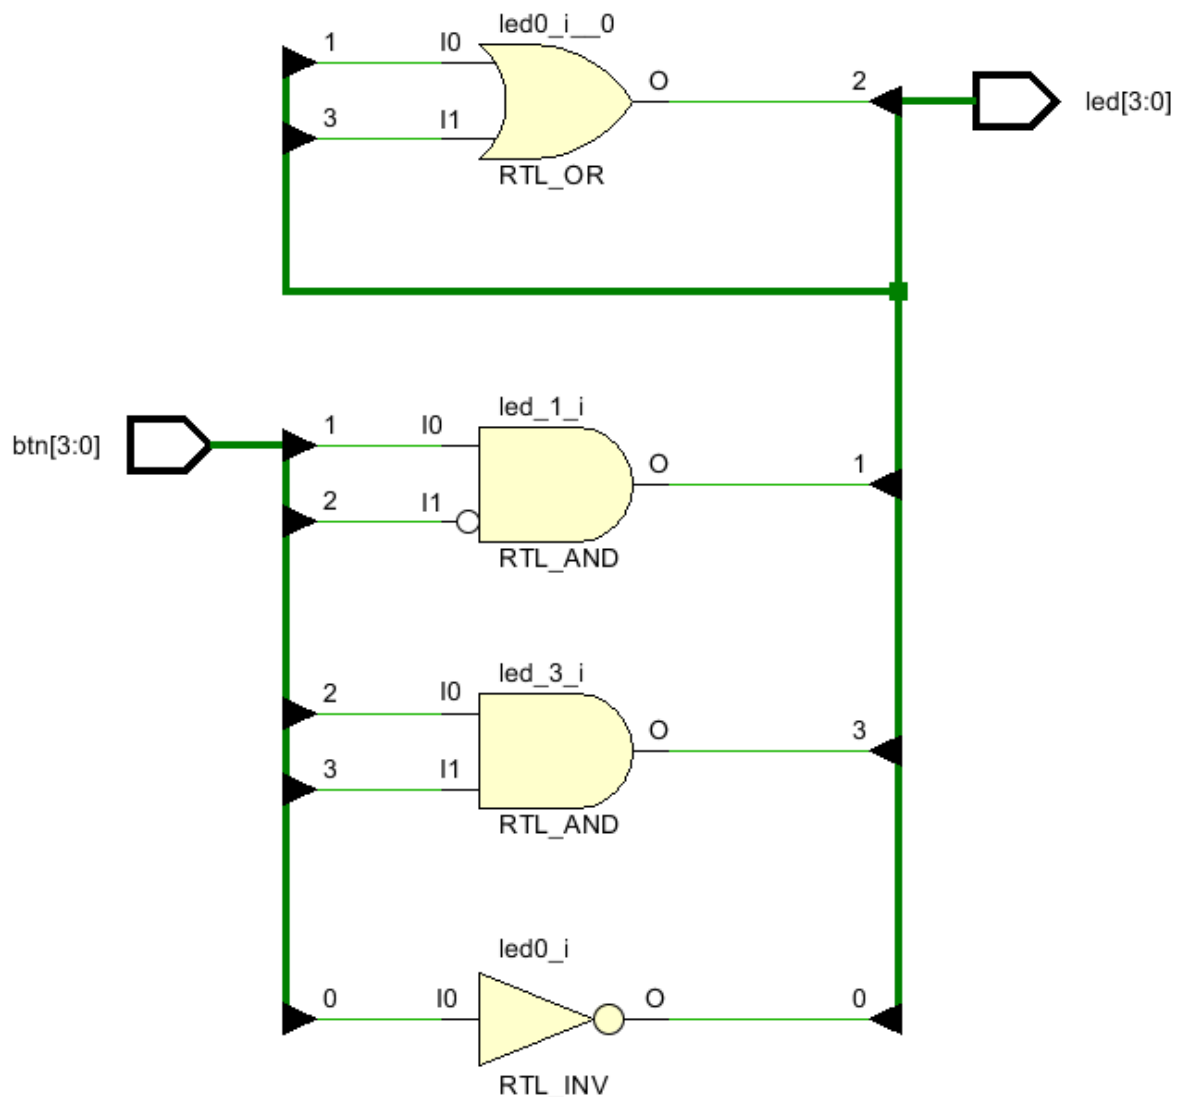 led0_i__0
1 I0
O 2
3 I1
led[3:0]
RTL_OR
led_1_i
btn[3:0]
1 I0
O 1
2 I1
RTL_AND
led_3_i
2 I0
O 3
3 I1
RTL_AND
led0_i
0 I0 O 0
RTL_INV